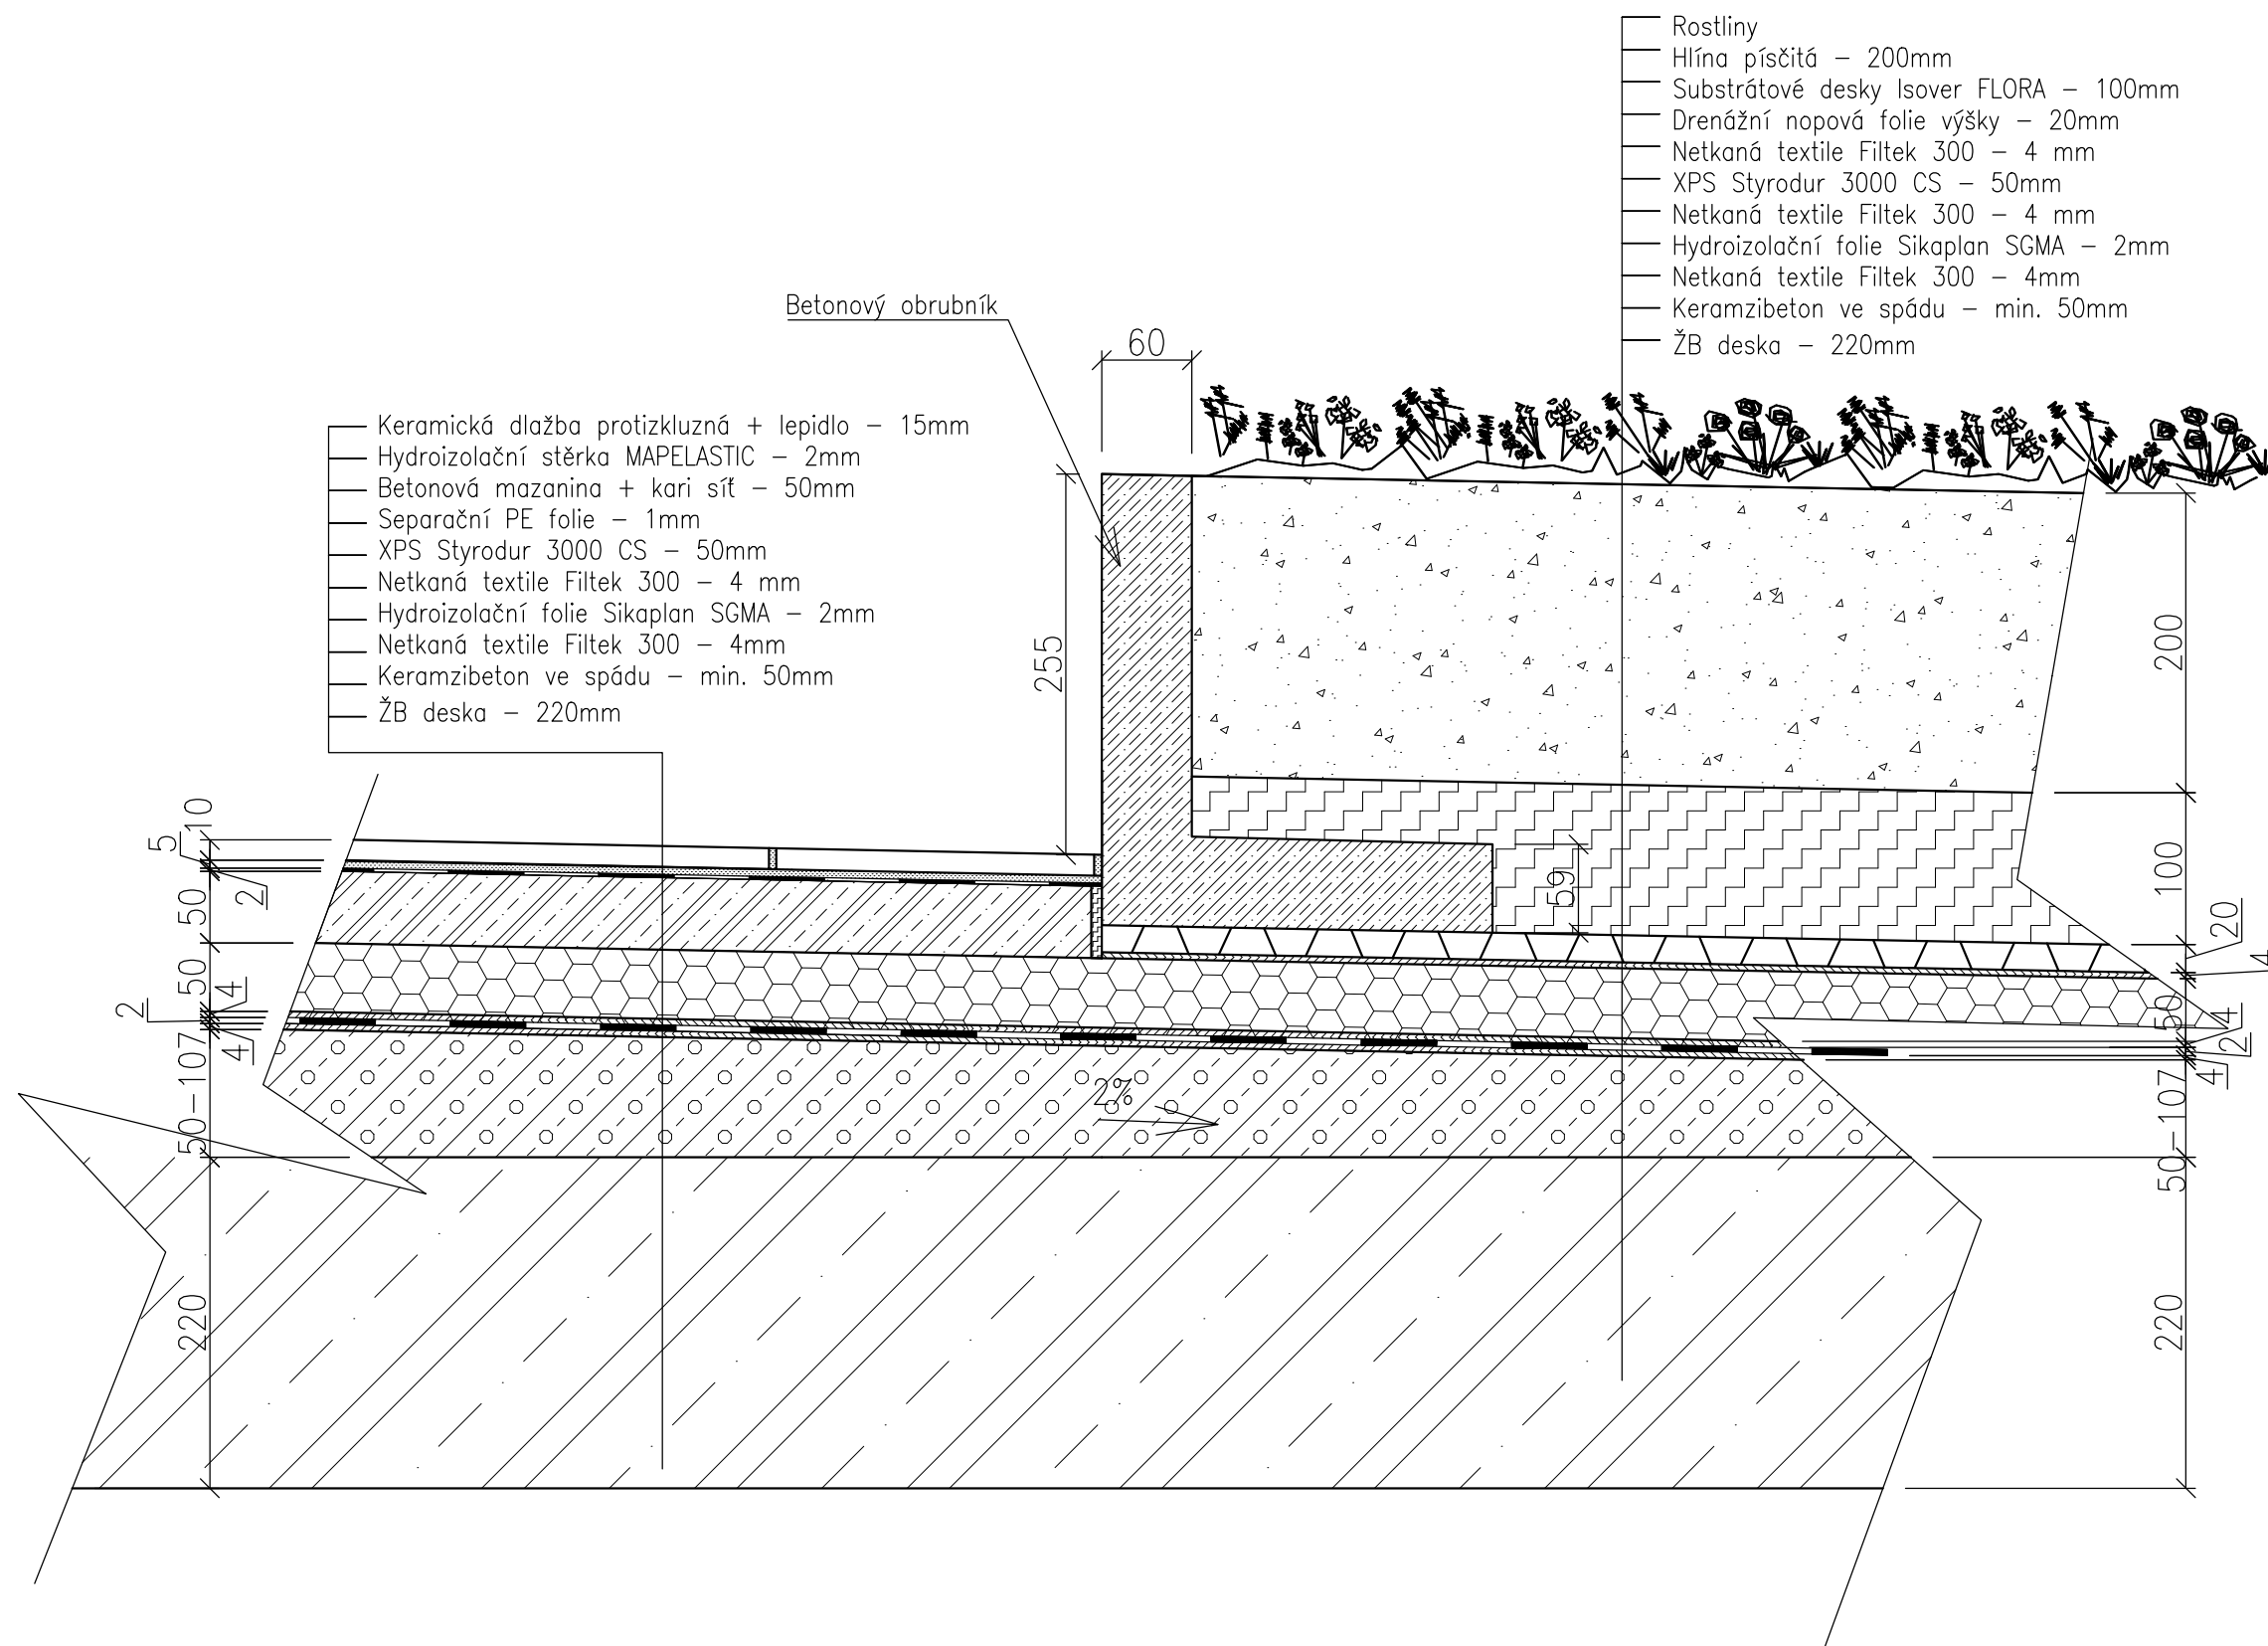 Rostliny
Hlína písčitá – 200mm
Substrátové desky Isover FLORA – 100mm
Drenážní nopová folie výšky – 20mm
Netkaná textile Filtek 300 – 4 mm
XPS Styrodur 3000 CS – 50mm
Netkaná textile Filtek 300 – 4 mm
Hydroizolační folie Sikaplan SGMA – 2mm
Netkaná textile Filtek 300 – 4mm
Keramzibeton ve spádu – min. 50mm
ŽB deska – 220mm
Betonový obrubník
60
Keramická dlažba protizkluzná + lepidlo – 15mm
Hydroizolační stěrka MAPELASTIC – 2mm
Betonová mazanina + kari síť – 50mm
Separační PE folie – 1mm
XPS Styrodur 3000 CS – 50mm
Netkaná textile Filtek 300 – 4 mm
Hydroizolační folie Sikaplan SGMA – 2mm
Netkaná textile Filtek 300 – 4mm
Keramzibeton ve spádu – min. 50mm
ŽB deska – 220mm
255
10
5
2
50
50
4
2
4
50–107
220
59
2%
200
100
20
4
50
4
2
4
50–107
220